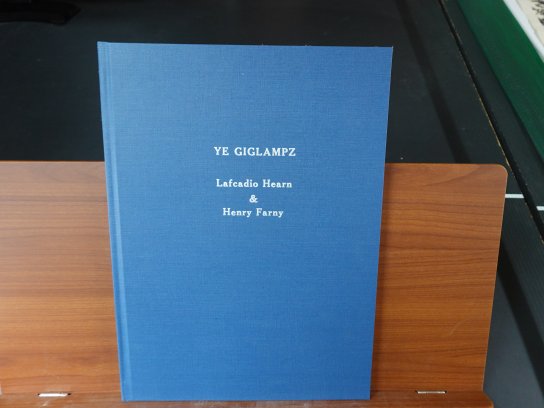 YE GIGLAMPZ
Lafcadio Hearn
&
Henry Farny